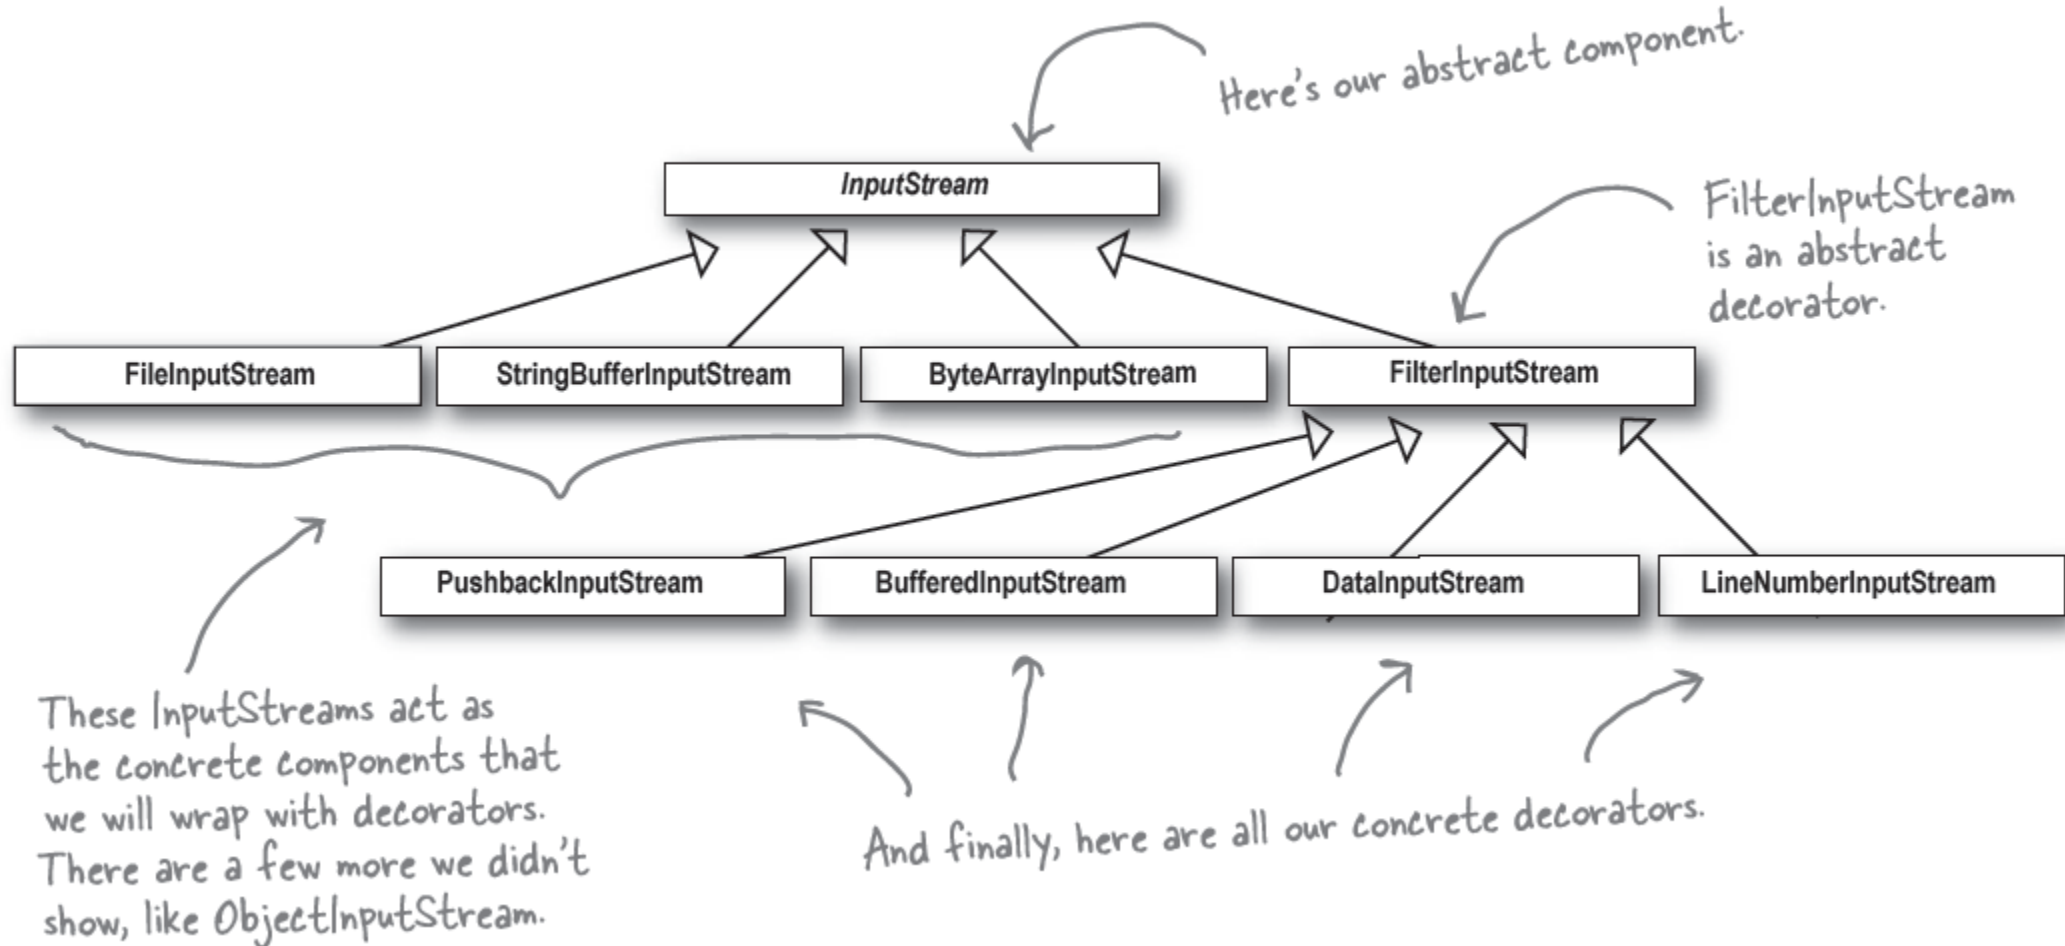 Here's our abstract component.
InputStream
FilterInputStream
is an abstract
decorator.
FileInputStream
StringBufferInputStream
ByteArrayInputStream
FilterInputStream
PushbackInputStream
BufferedInputStream
DataInputStream
LineNumberInputStream
These InputStreams act as
the concrete components that
we will wrap with decorators.
There are a few more we didn't
show, like ObjectInputStream.
And finally, here are all our concrete decorators.